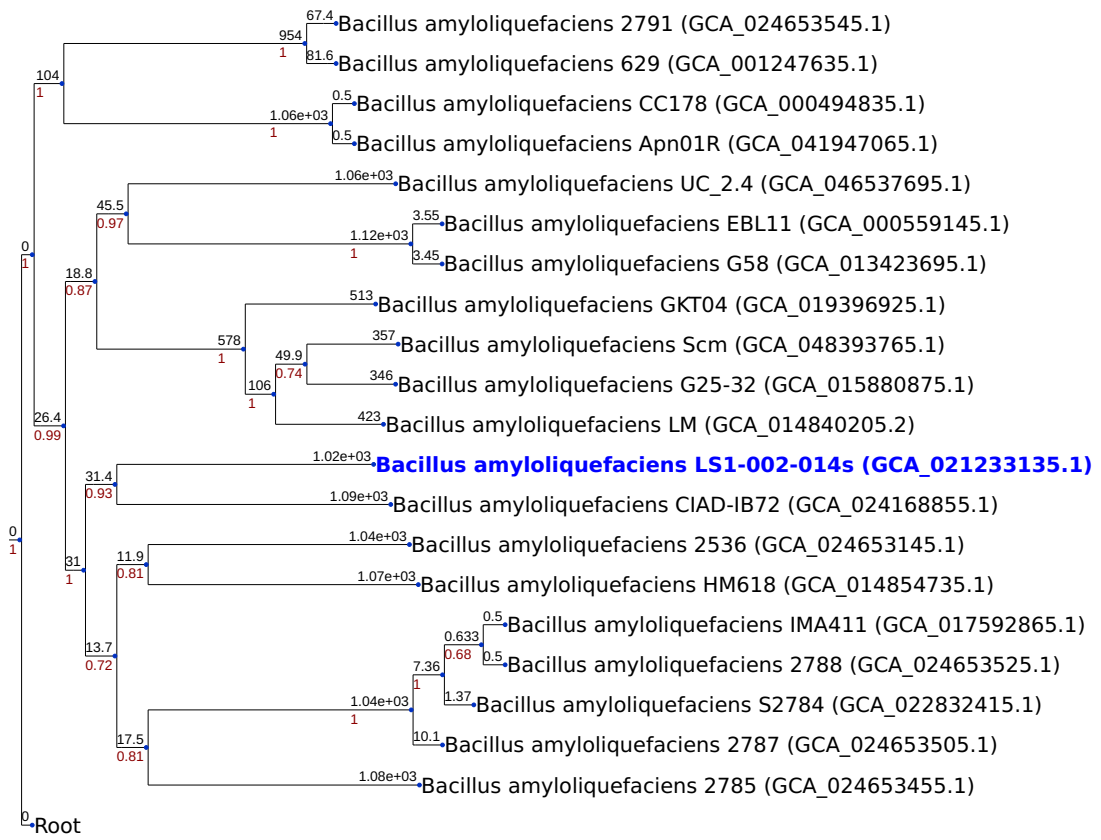 67.4
Bacillus amyloliquefaciens 2791 (GCA_024653545.1)
954
1
81.6
Bacillus amyloliquefaciens 629 (GCA_001247635.1)
104
1
0.5
Bacillus amyloliquefaciens CC178 (GCA_000494835.1)
1.06e+03
1
0.5
Bacillus amyloliquefaciens Apn01R (GCA_041947065.1)
1.06e+03
Bacillus amyloliquefaciens UC_2.4 (GCA_046537695.1)
45.5
0.97
3.55
Bacillus amyloliquefaciens EBL11 (GCA_000559145.1)
1.12e+03
1
0
1
3.45
Bacillus amyloliquefaciens G58 (GCA_013423695.1)
18.8
0.87
513
Bacillus amyloliquefaciens GKT04 (GCA_019396925.1)
578
1
357
Bacillus amyloliquefaciens Scm (GCA_048393765.1)
49.9
0.74
106
1
346
Bacillus amyloliquefaciens G25-32 (GCA_015880875.1)
26.4
0.99
423
Bacillus amyloliquefaciens LM (GCA_014840205.2)
1.02e+03
Bacillus amyloliquefaciens LS1-002-014s (GCA_021233135.1)
31.4
0.93
1.09e+03
Bacillus amyloliquefaciens CIAD-IB72 (GCA_024168855.1)
0
1
1.04e+03
Bacillus amyloliquefaciens 2536 (GCA_024653145.1)
31
1
11.9
0.81
1.07e+03
Bacillus amyloliquefaciens HM618 (GCA_014854735.1)
0.5
Bacillus amyloliquefaciens IMA411 (GCA_017592865.1)
13.7
0.72
0.633
0.68
0.5
Bacillus amyloliquefaciens 2788 (GCA_024653525.1)
7.36
1
1.37
Bacillus amyloliquefaciens S2784 (GCA_022832415.1)
1.04e+03
1
10.1
Bacillus amyloliquefaciens 2787 (GCA_024653505.1)
17.5
0.81
1.08e+03
Bacillus amyloliquefaciens 2785 (GCA_024653455.1)
0
Root